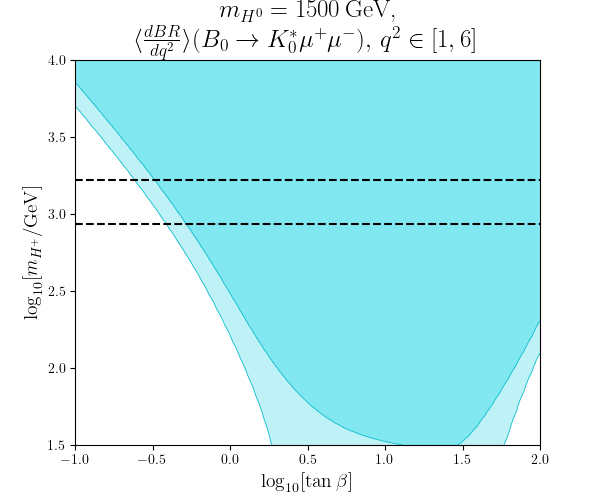 m_{H^0} = 1500 GeV,
⟨\frac{dBR}{dq^2}⟩(B_0 → K_0^*μ^+μ^−), q^2 ∈ [1, 6]
4.0
3.5
3.0
2.5
2.0
1.5
log_{10}[m_{H^+}/GeV]
−1.0 −0.5 0.0 0.5 1.0 1.5 2.0
log_{10}[tan β]